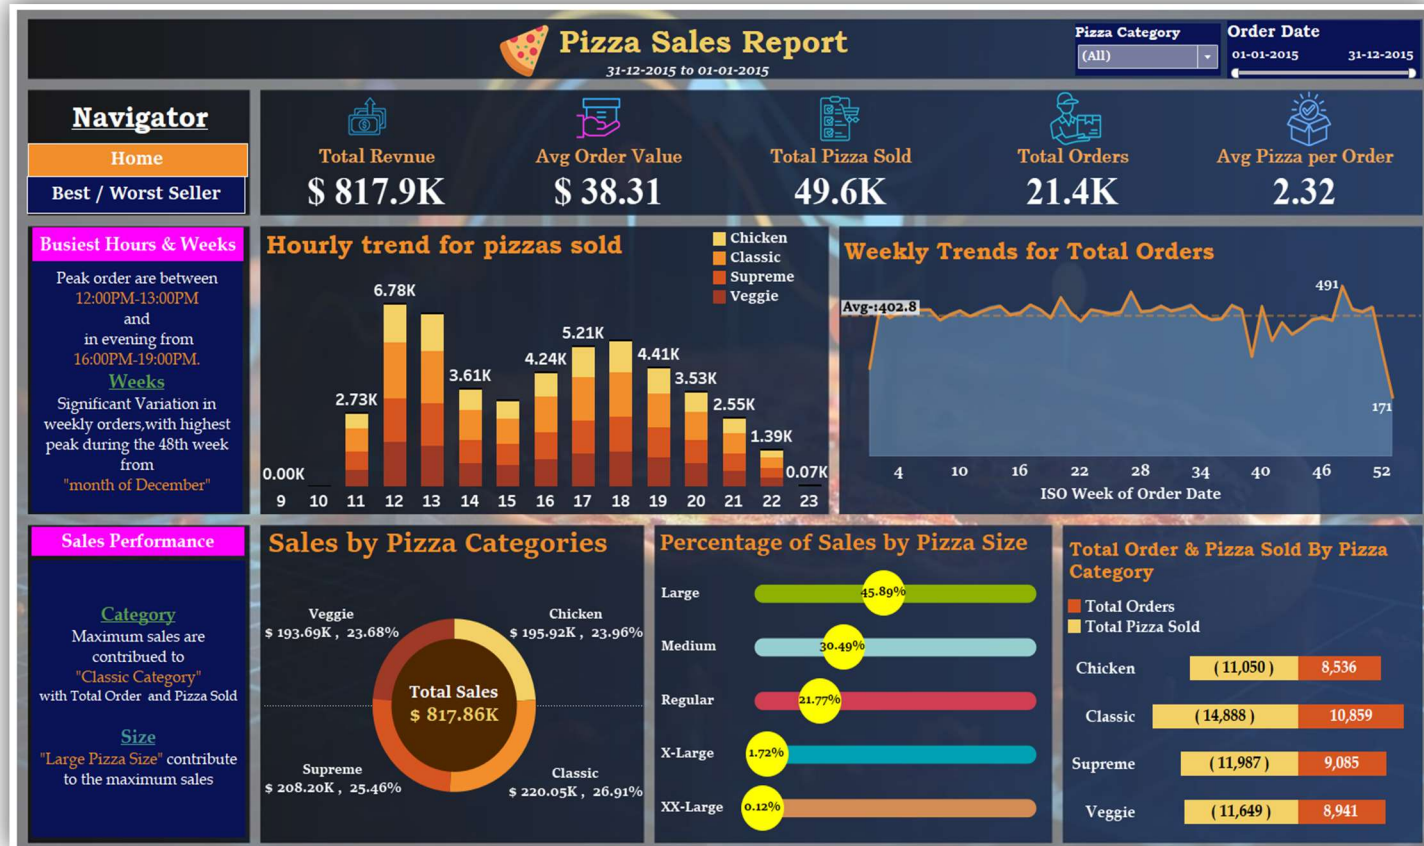 Pizza Sales Report
31-12-2015 to 01-01-2015
Pizza Category
(All)
Order Date
01-01-2015 31-12-2015
Navigator
Home
Best / Worst Seller
Total Revnue
$ 817.9K
Avg Order Value
$ 38.31
Total Pizza Sold
49.6K
Total Orders
21.4K
Avg Pizza per Order
2.32
Busiest Hours & Weeks
Peak order are between
12:00PM-13:00PM
and
in evening from
16:00PM-19:00PM.
Weeks
Significant Variation in
weekly orders,with highest
peak during the 48th week
from
"month of December"
Hourly trend for pizzas sold
Chicken
Classic
Supreme
Veggie
0.00K
2.73K
6.78K
3.61K
4.24K
5.21K
4.41K
3.53K
2.55K
1.39K
0.07K
9 10 11 12 13 14 15 16 17 18 19 20 21 22 23
Weekly Trends for Total Orders
Avg-:402.8
491
171
4 10 16 22 28 34 40 46 52
ISO Week of Order Date
Sales Performance
Category
Maximum sales are
contribued to
"Classic Category"
with Total Order and Pizza Sold
Size
"Large Pizza Size" contribute
to the maximum sales
Sales by Pizza Categories
Veggie
$ 193.69K , 23.68%
Chicken
$ 195.92K , 23.96%
Total Sales
$ 817.86K
Supreme
$ 208.20K , 25.46%
Classic
$ 220.05K , 26.91%
Percentage of Sales by Pizza Size
Large 45.89%
Medium 30.49%
Regular 21.77%
X-Large 1.72%
XX-Large 0.12%
Total Order & Pizza Sold By Pizza
Category
Total Orders
Total Pizza Sold
Chicken ( 11,050 ) 8,536
Classic ( 14,888 ) 10,859
Supreme ( 11,987 ) 9,085
Veggie ( 11,649 ) 8,941